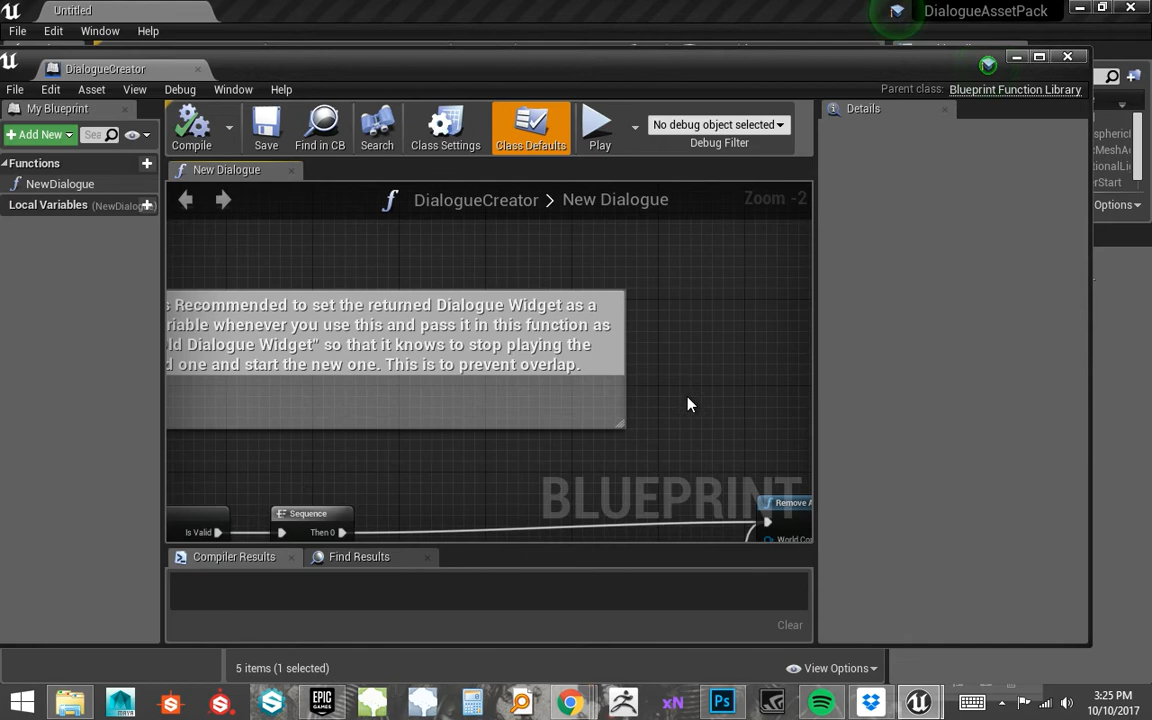 Untitled
DialogueAssetPack
File Edit Window Help
DialogueCreator
File Edit Asset View Debug Window Help
Parent class: Blueprint Function Library
My Blueprint
Details
Add New
Compile Save Find in CB Search Class Settings Class Defaults Play
No debug object selected
Debug Filter
Functions
NewDialogue
Local Variables (NewDialogue)
New Dialogue
DialogueCreator > New Dialogue
Zoom -2
Options
Recommended to set the returned Dialogue Widget as a
whenever you use this and pass it in this function as
Dialogue Widget" so that it knows to stop playing the
one and start the new one. This is to prevent overlap.
BLUEPRINT
Sequence
Is Valid
Then 0
Compiler Results
Find Results
Clear
5 items (1 selected)
View Options
EPIC
GAMES
MAYA
xN
Ps
3:25 PM
10/10/2017